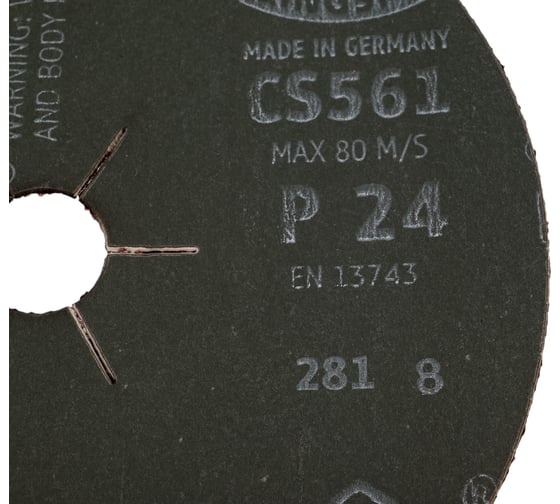 WARNING:
AND BODY
MADE IN GERMANY
CS561
MAX 80 M/S
P 24
EN 13743
281 8